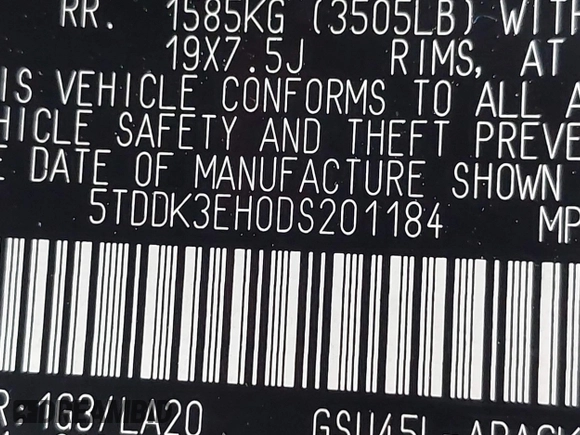 RR. 1585KG (3505LB) WITH
19X7.5J RIMS, AT
IS VEHICLE CONFORMS TO ALL A
HICLE SAFETY AND THEFT PREVE
E DATE OF MANUFACTURE SHOWN
5TDDK3EH0DS201184 MP
R: 1G3 LA20 GSU45L